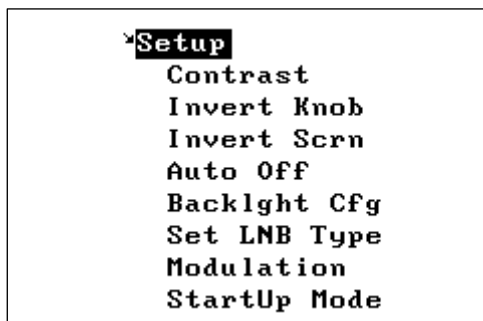 Setup
Contrast
Invert Knob
Invert Scrn
Auto Off
Backlght Cfg
Set LNB Type
Modulation
StartUp Mode